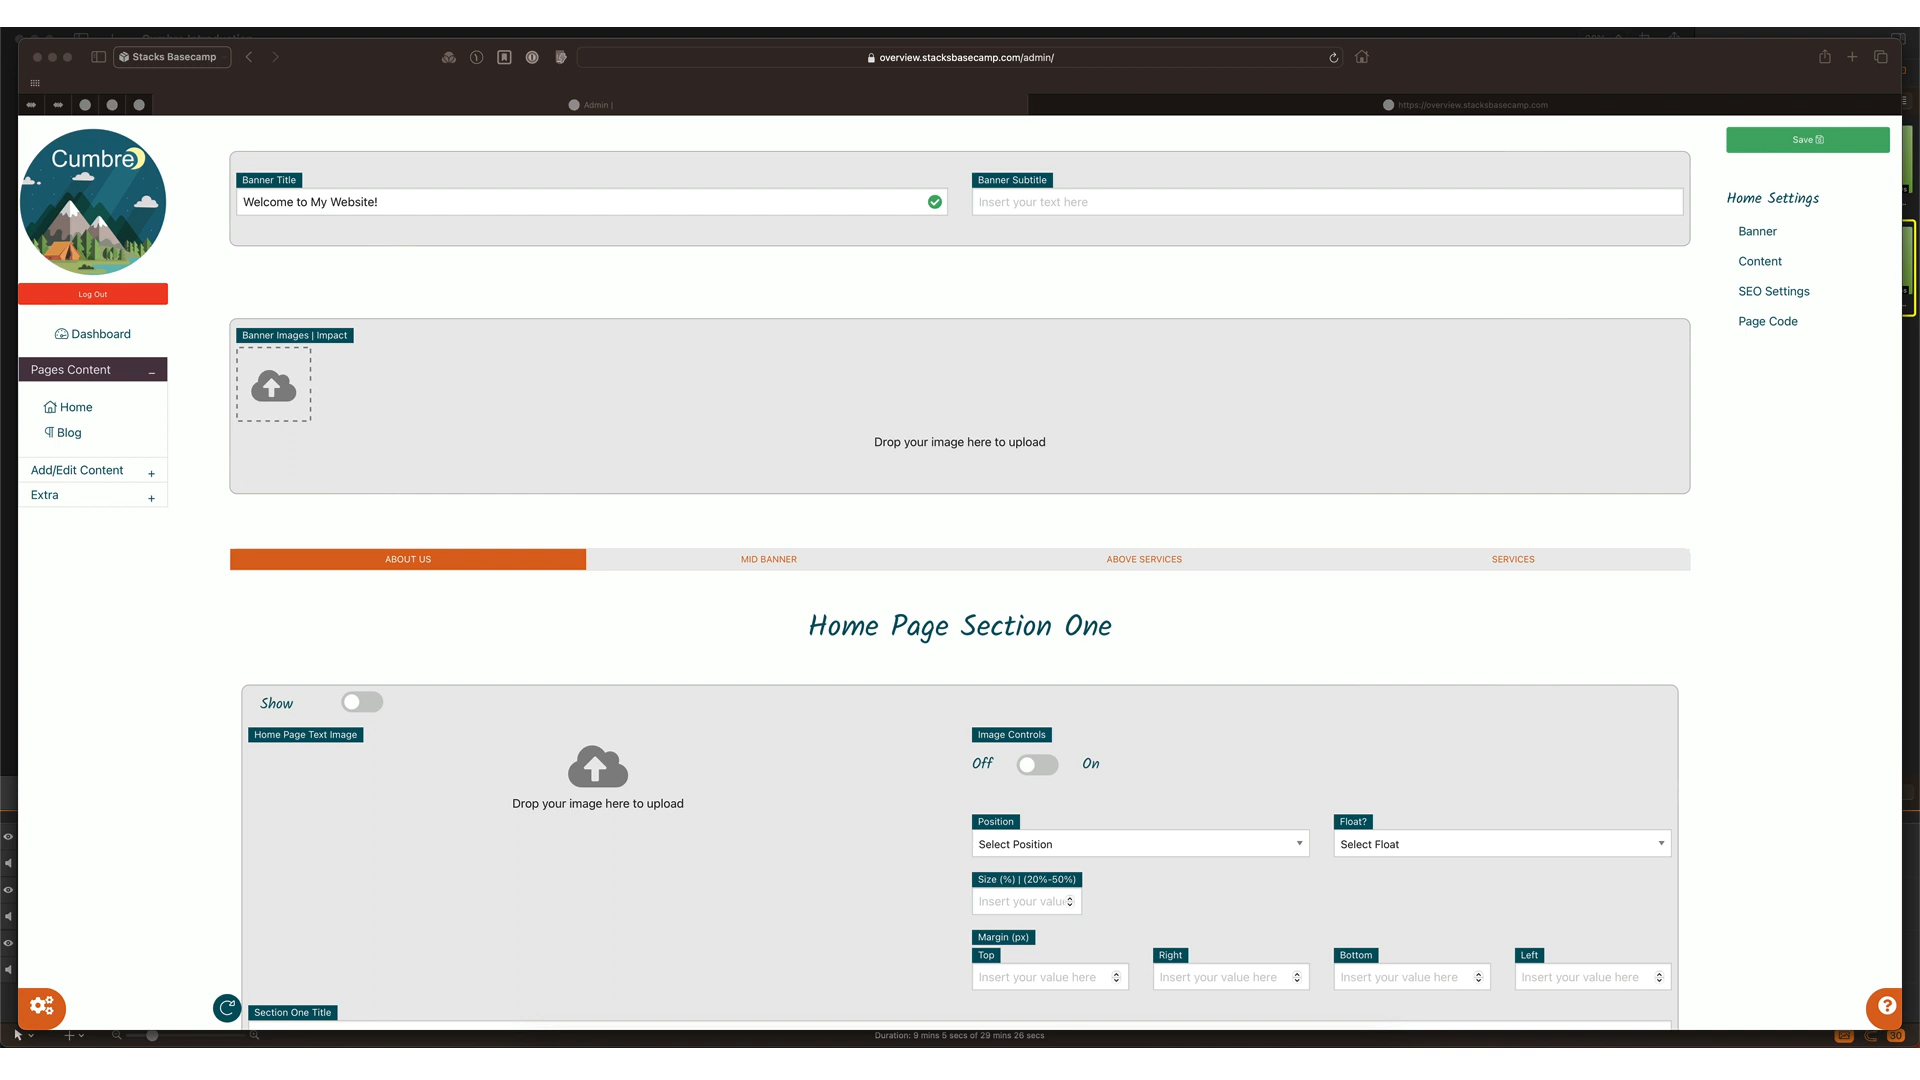 Stacks Basecamp
overview.stacksbasecamp.com/admin/
Admin |
https://overview.stacksbasecamp.com
Cumbre
Log Out
Dashboard
Pages Content
Home
Blog
Add/Edit Content
Extra
Banner Title
Welcome to My Website!
Banner Subtitle
Insert your text here
Banner Images | Impact
Drop your image here to upload
ABOUT US
MID BANNER
ABOVE SERVICES
SERVICES
Home Page Section One
Show
Home Page Text Image
Drop your image here to upload
Image Controls
Off
On
Position
Select Position
Float?
Select Float
Size (%) | (20%-50%)
Insert your valu
Margin (px)
Top
Insert your value here
Right
Insert your value here
Bottom
Insert your value here
Left
Insert your value here
Section One Title
Save
Home Settings
Banner
Content
SEO Settings
Page Code
Duration: 9 mins 5 secs of 29 mins 26 secs
30